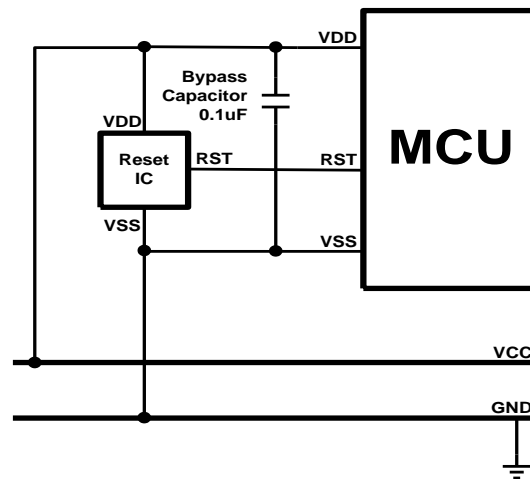 VDD
Bypass
Capacitor
0.1uF
VDD
MCU
Reset
IC
RST
RST
VSS
VSS
VCC
GND